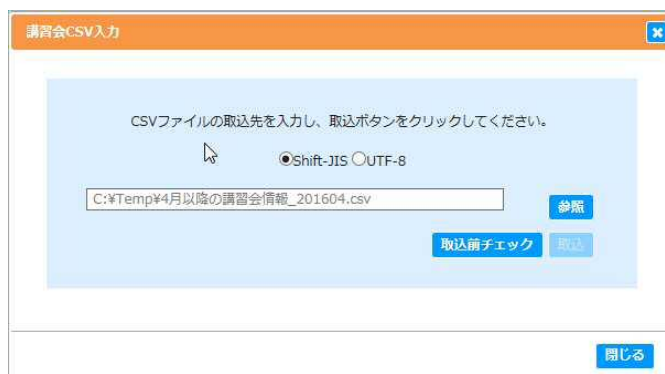 講習会CSV入力
CSVファイルの取込先を入力し、取込ボタンをクリックしてください。
Shift-JIS UTF-8
C:¥Temp¥4月以降の講習会情報_201604.csv
参照
取込前チェック 取込
閉じる